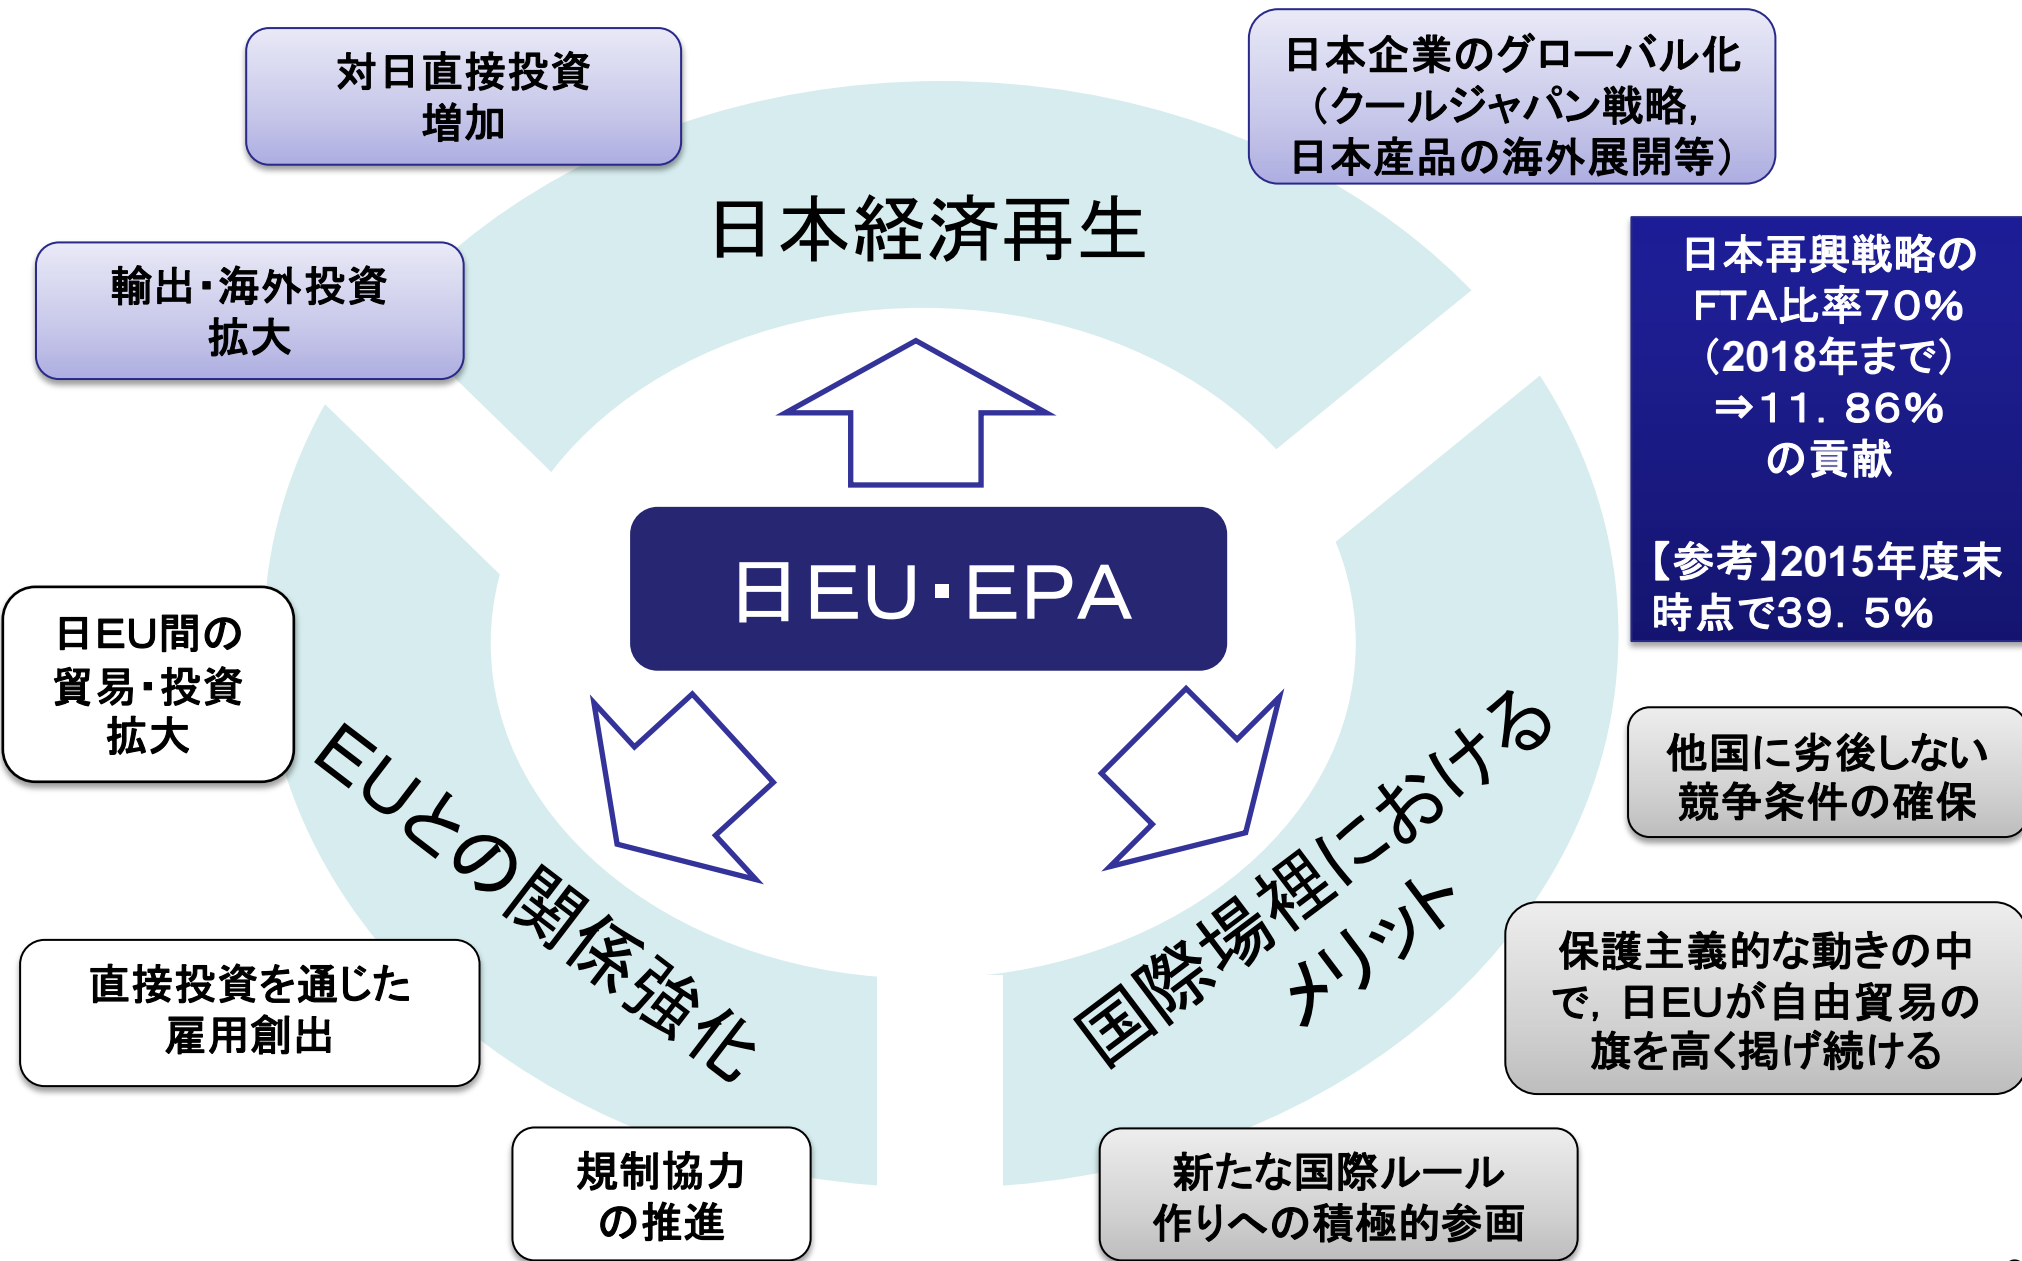 対日直接投資
増加
日本企業のグローバル化
（クールジャパン戦略，
日本産品の海外展開等）
日本経済再生
輸出・海外投資
拡大
日本再興戦略の
ＦＴＡ比率７０％
（2018年まで）
⇒１１．８６％
の貢献
【参考】2015年度末
時点で３９．５％
日ＥＵ・ＥＰＡ
日ＥＵ間の
貿易・投資
拡大
ＥＵとの関係強化
国際場裡における
メリット
他国に劣後しない
競争条件の確保
直接投資を通じた
雇用創出
保護主義的な動きの中
で，日ＥＵが自由貿易の
旗を高く掲げ続ける
規制協力
の推進
新たな国際ルール
作りへの積極的参画